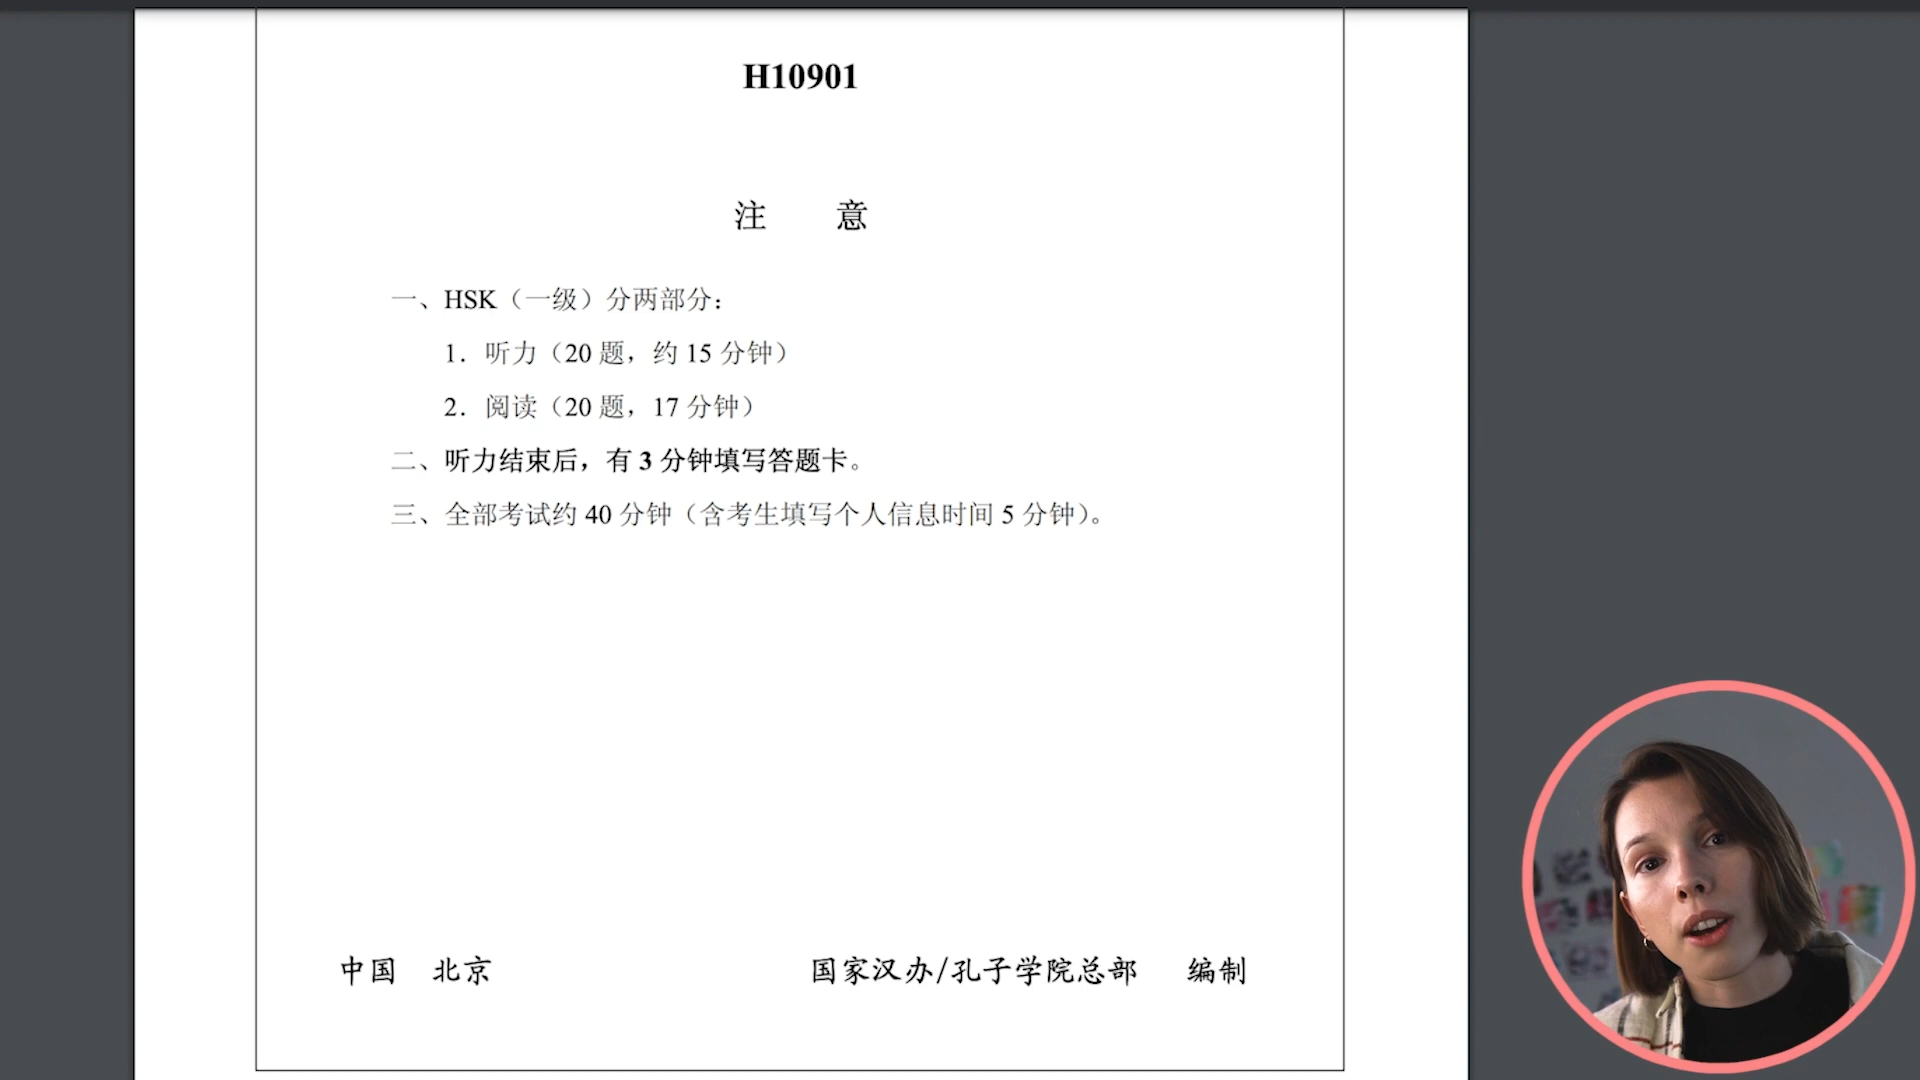 H10901
注 意
一、HSK（一级）分两部分：
1．听力（20 题，约 15 分钟）
2．阅读（20 题，17 分钟）
二、听力结束后，有 3 分钟填写答题卡。
三、全部考试约 40 分钟（含考生填写个人信息时间 5 分钟）。
中国 北京 国家汉办/孔子学院总部 编制